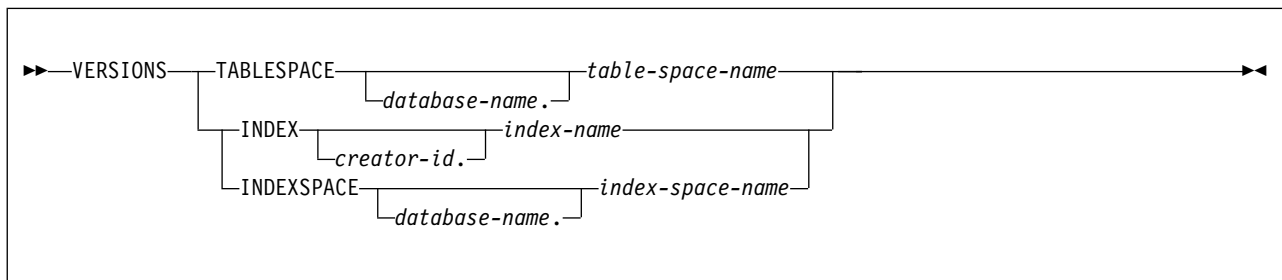 VERSIONS TABLESPACE table-space-name
database-name.
INDEX index-name
creator-id.
INDEXSPACE index-space-name
database-name.